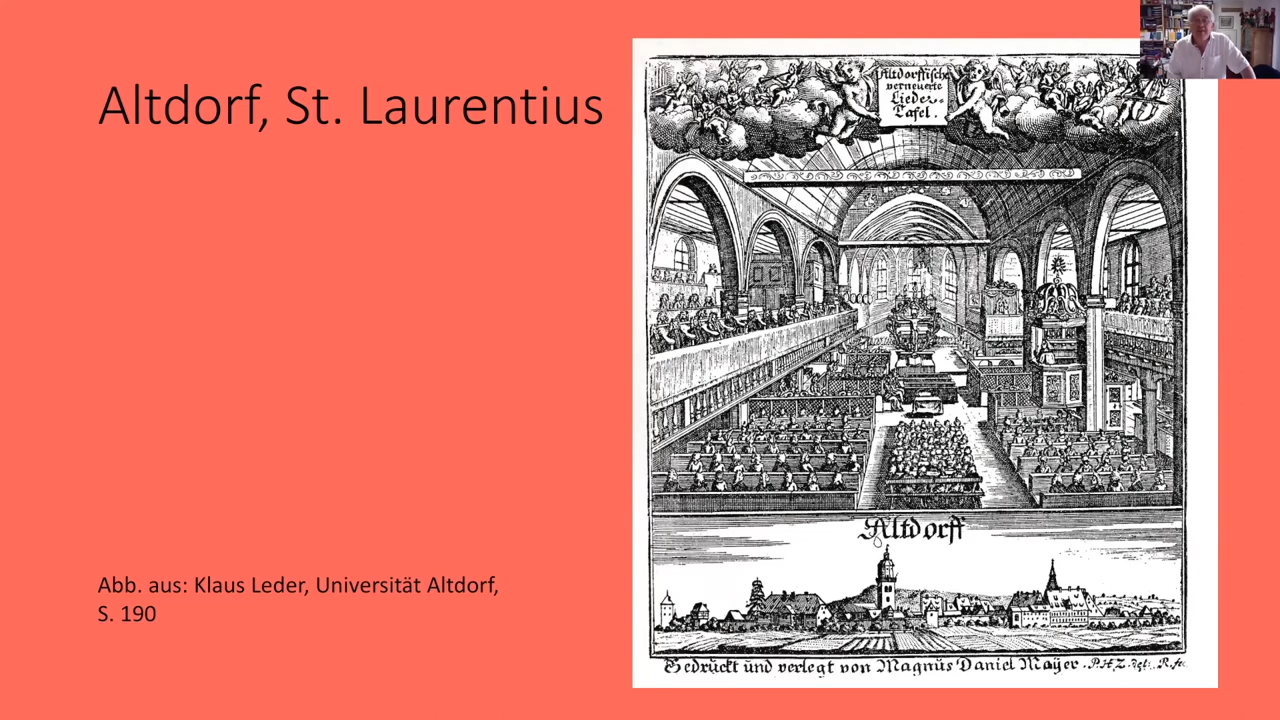 Altdorf, St. Laurentius
Abb. aus: Klaus Leder, Universität Altdorf,
S. 190
Altdorffische
verneuerte
Lieder-
Tafel.
Altdorff
Gedruckt und verlegt von Magnus Daniel Mayer. P.H.Z.